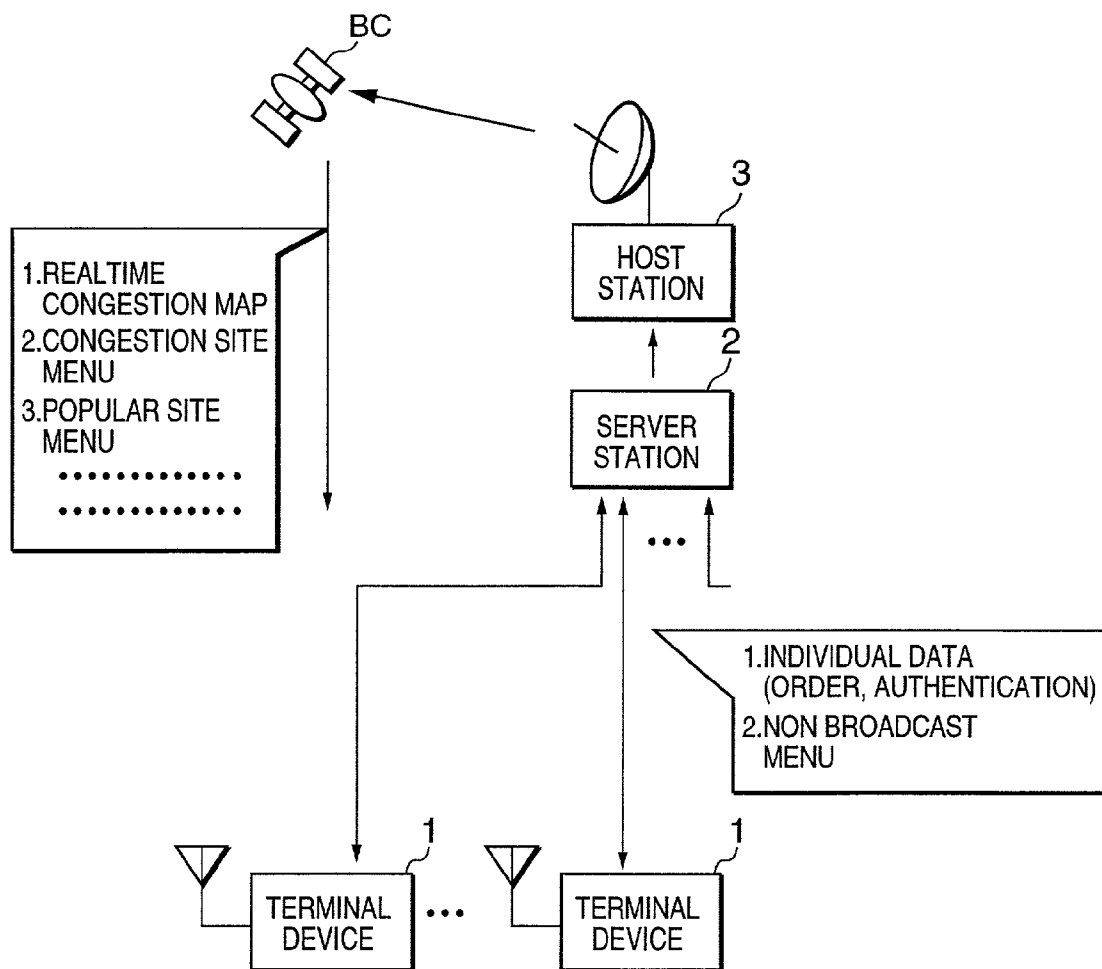 BC
3
HOST
STATION
1.REALTIME
CONGESTION MAP
2.CONGESTION SITE
MENU
3.POPULAR SITE
MENU
2
SERVER
STATION
1.INDIVIDUAL DATA
(ORDER, AUTHENTICATION)
2.NON BROADCAST
MENU
1
TERMINAL
DEVICE
1
TERMINAL
DEVICE